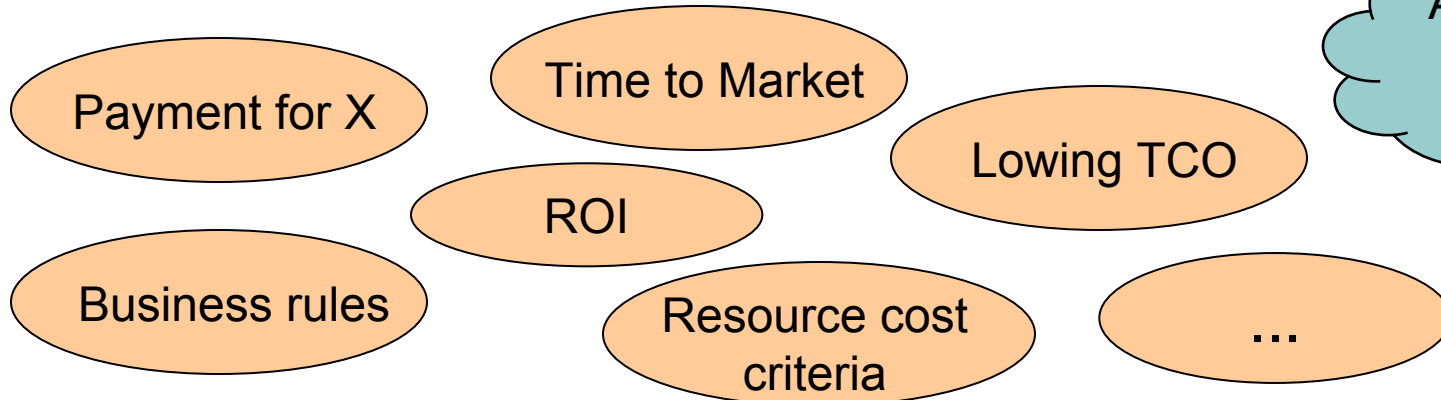 Payment for X
Time to Market
Lowing TCO
ROI
Business rules
Resource cost
criteria
...